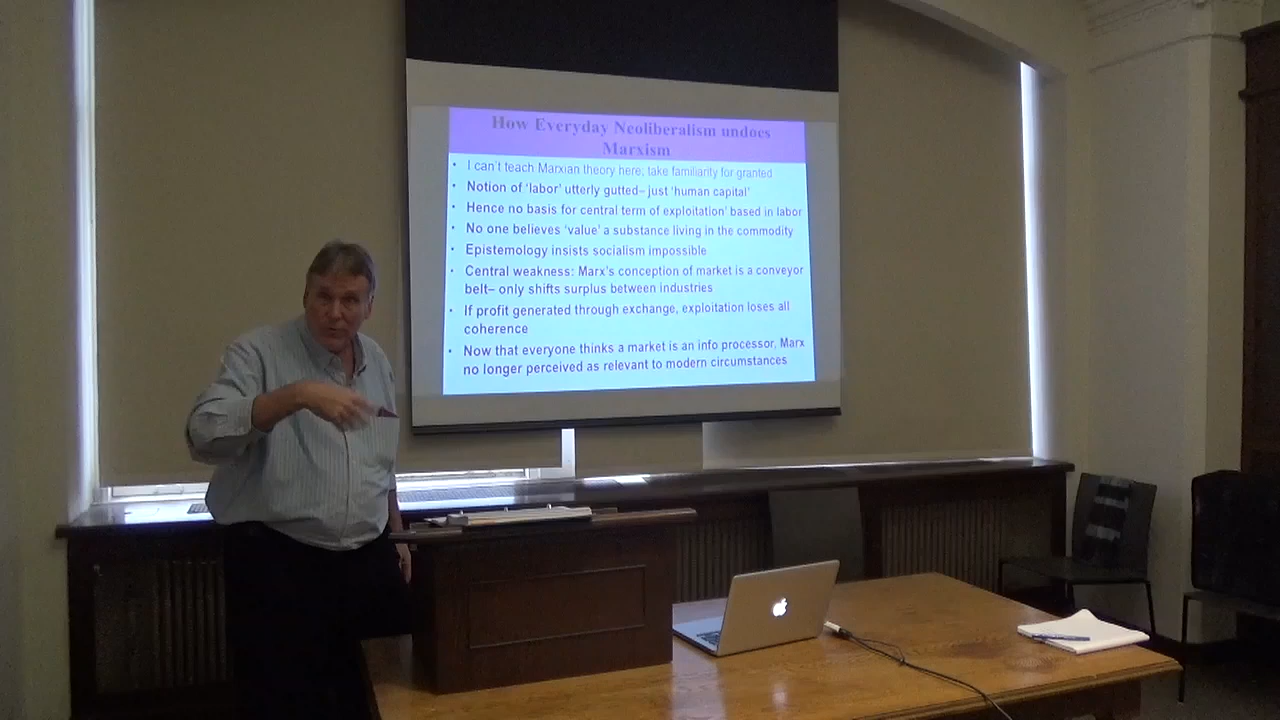 How Everyday Neoliberalism undoes
Marxism
• I can't teach Marxian theory here; take familiarity for granted
• Notion of 'labor' utterly gutted– just 'human capital'
• Hence no basis for central term of exploitation' based in labor
• No one believes 'value' a substance living in the commodity
• Epistemology insists socialism impossible
• Central weakness: Marx's conception of market is a conveyor
belt– only shifts surplus between industries
• If profit generated through exchange, exploitation loses all
coherence
• Now that everyone thinks a market is an info processor, Marx
no longer perceived as relevant to modern circumstances